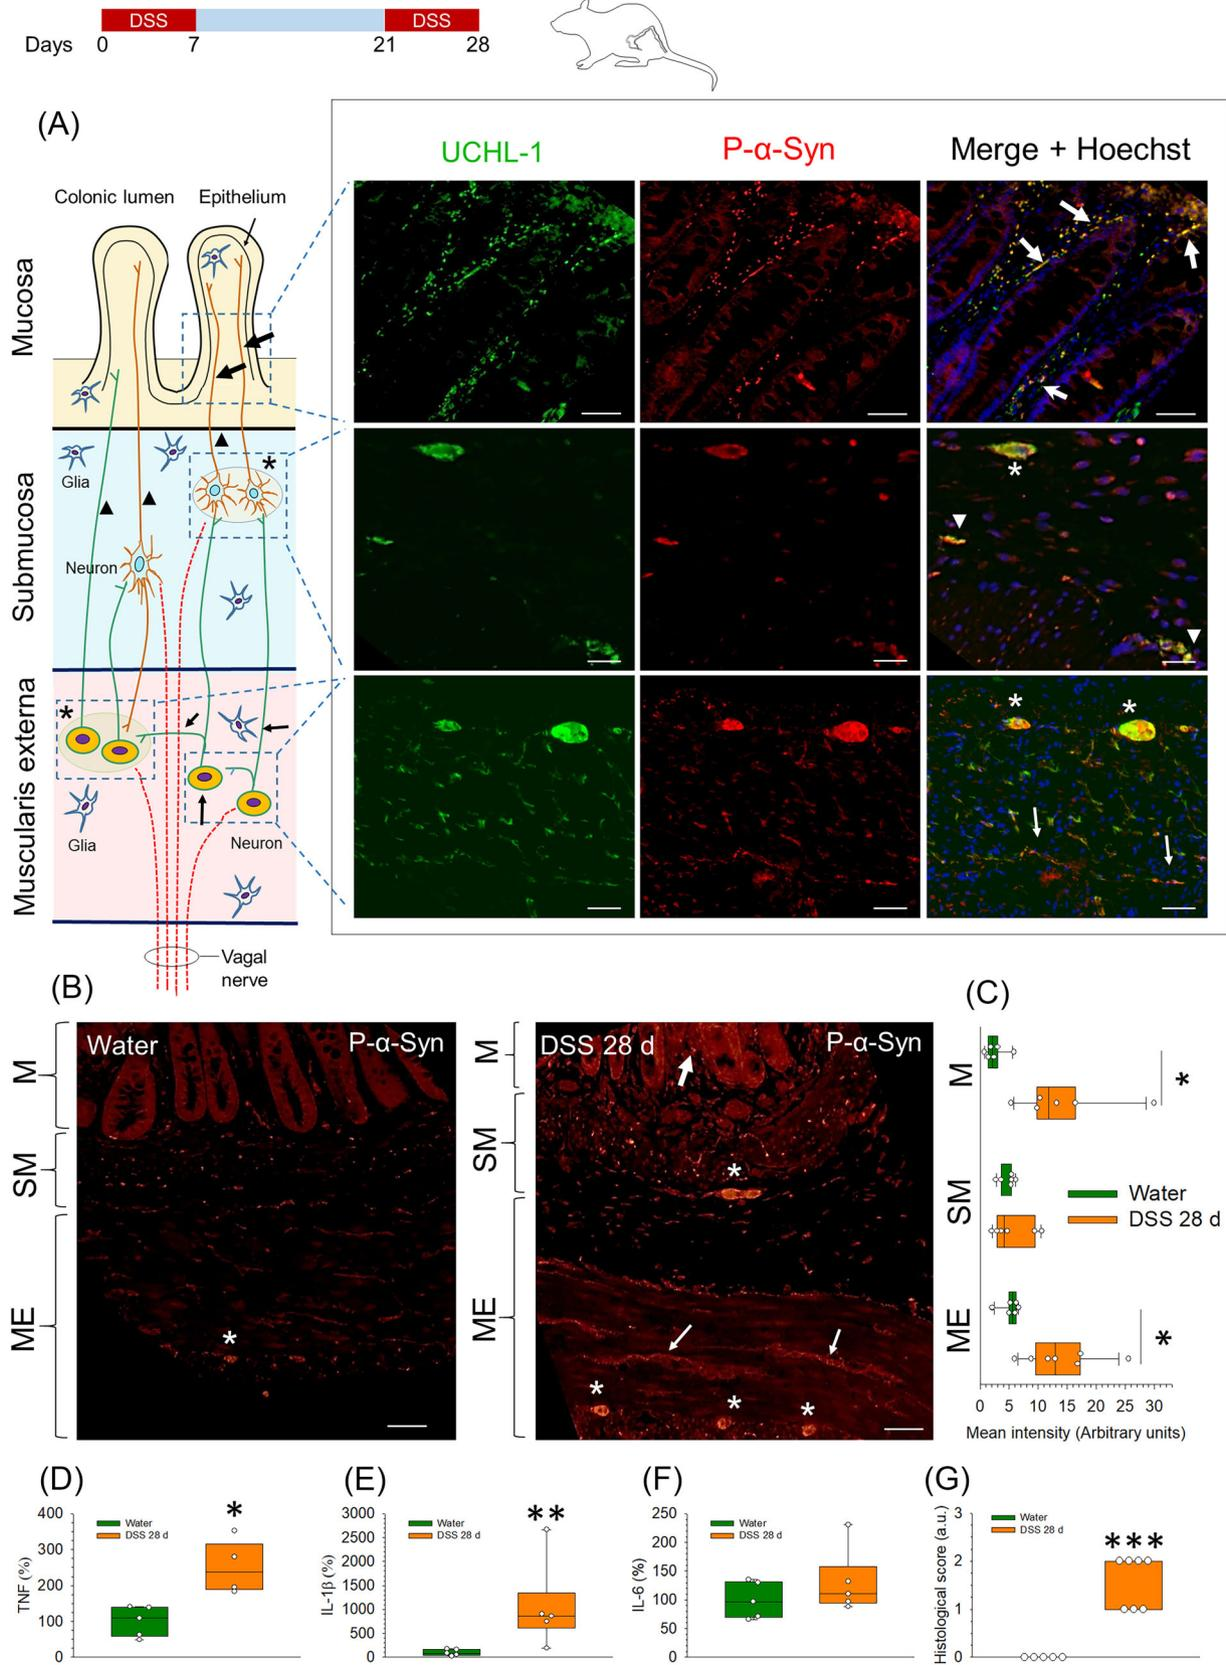 DSS DSS
Days 0 7 21 28
(A)
UCHL-1 P-α-Syn Merge + Hoechst
Colonic lumen Epithelium
Mucosa
*
Glia
Submucosa
Neuron
*
*
*
Muscularis externa
*
*
Glia
Neuron
Vagal
nerve
(B)
Water P-α-Syn
M
SM
ME
*
DSS 28 d P-α-Syn
M
SM
ME
*
*
*
*
(C)
M
*
SM
Water
DSS 28 d
ME
*
0 5 10 15 20 25 30
Mean intensity (Arbitrary units)
(D)
400
300
200
100
0
TNF (%)
Water
DSS 28 d
*
(E)
3000
2500
2000
1500
1000
500
0
IL-1β (%)
Water
DSS 28 d
**
(F)
250
200
150
100
50
0
IL-6 (%)
Water
DSS 28 d
(G)
3
2
1
0
Histological score (a.u.)
Water
DSS 28 d
***